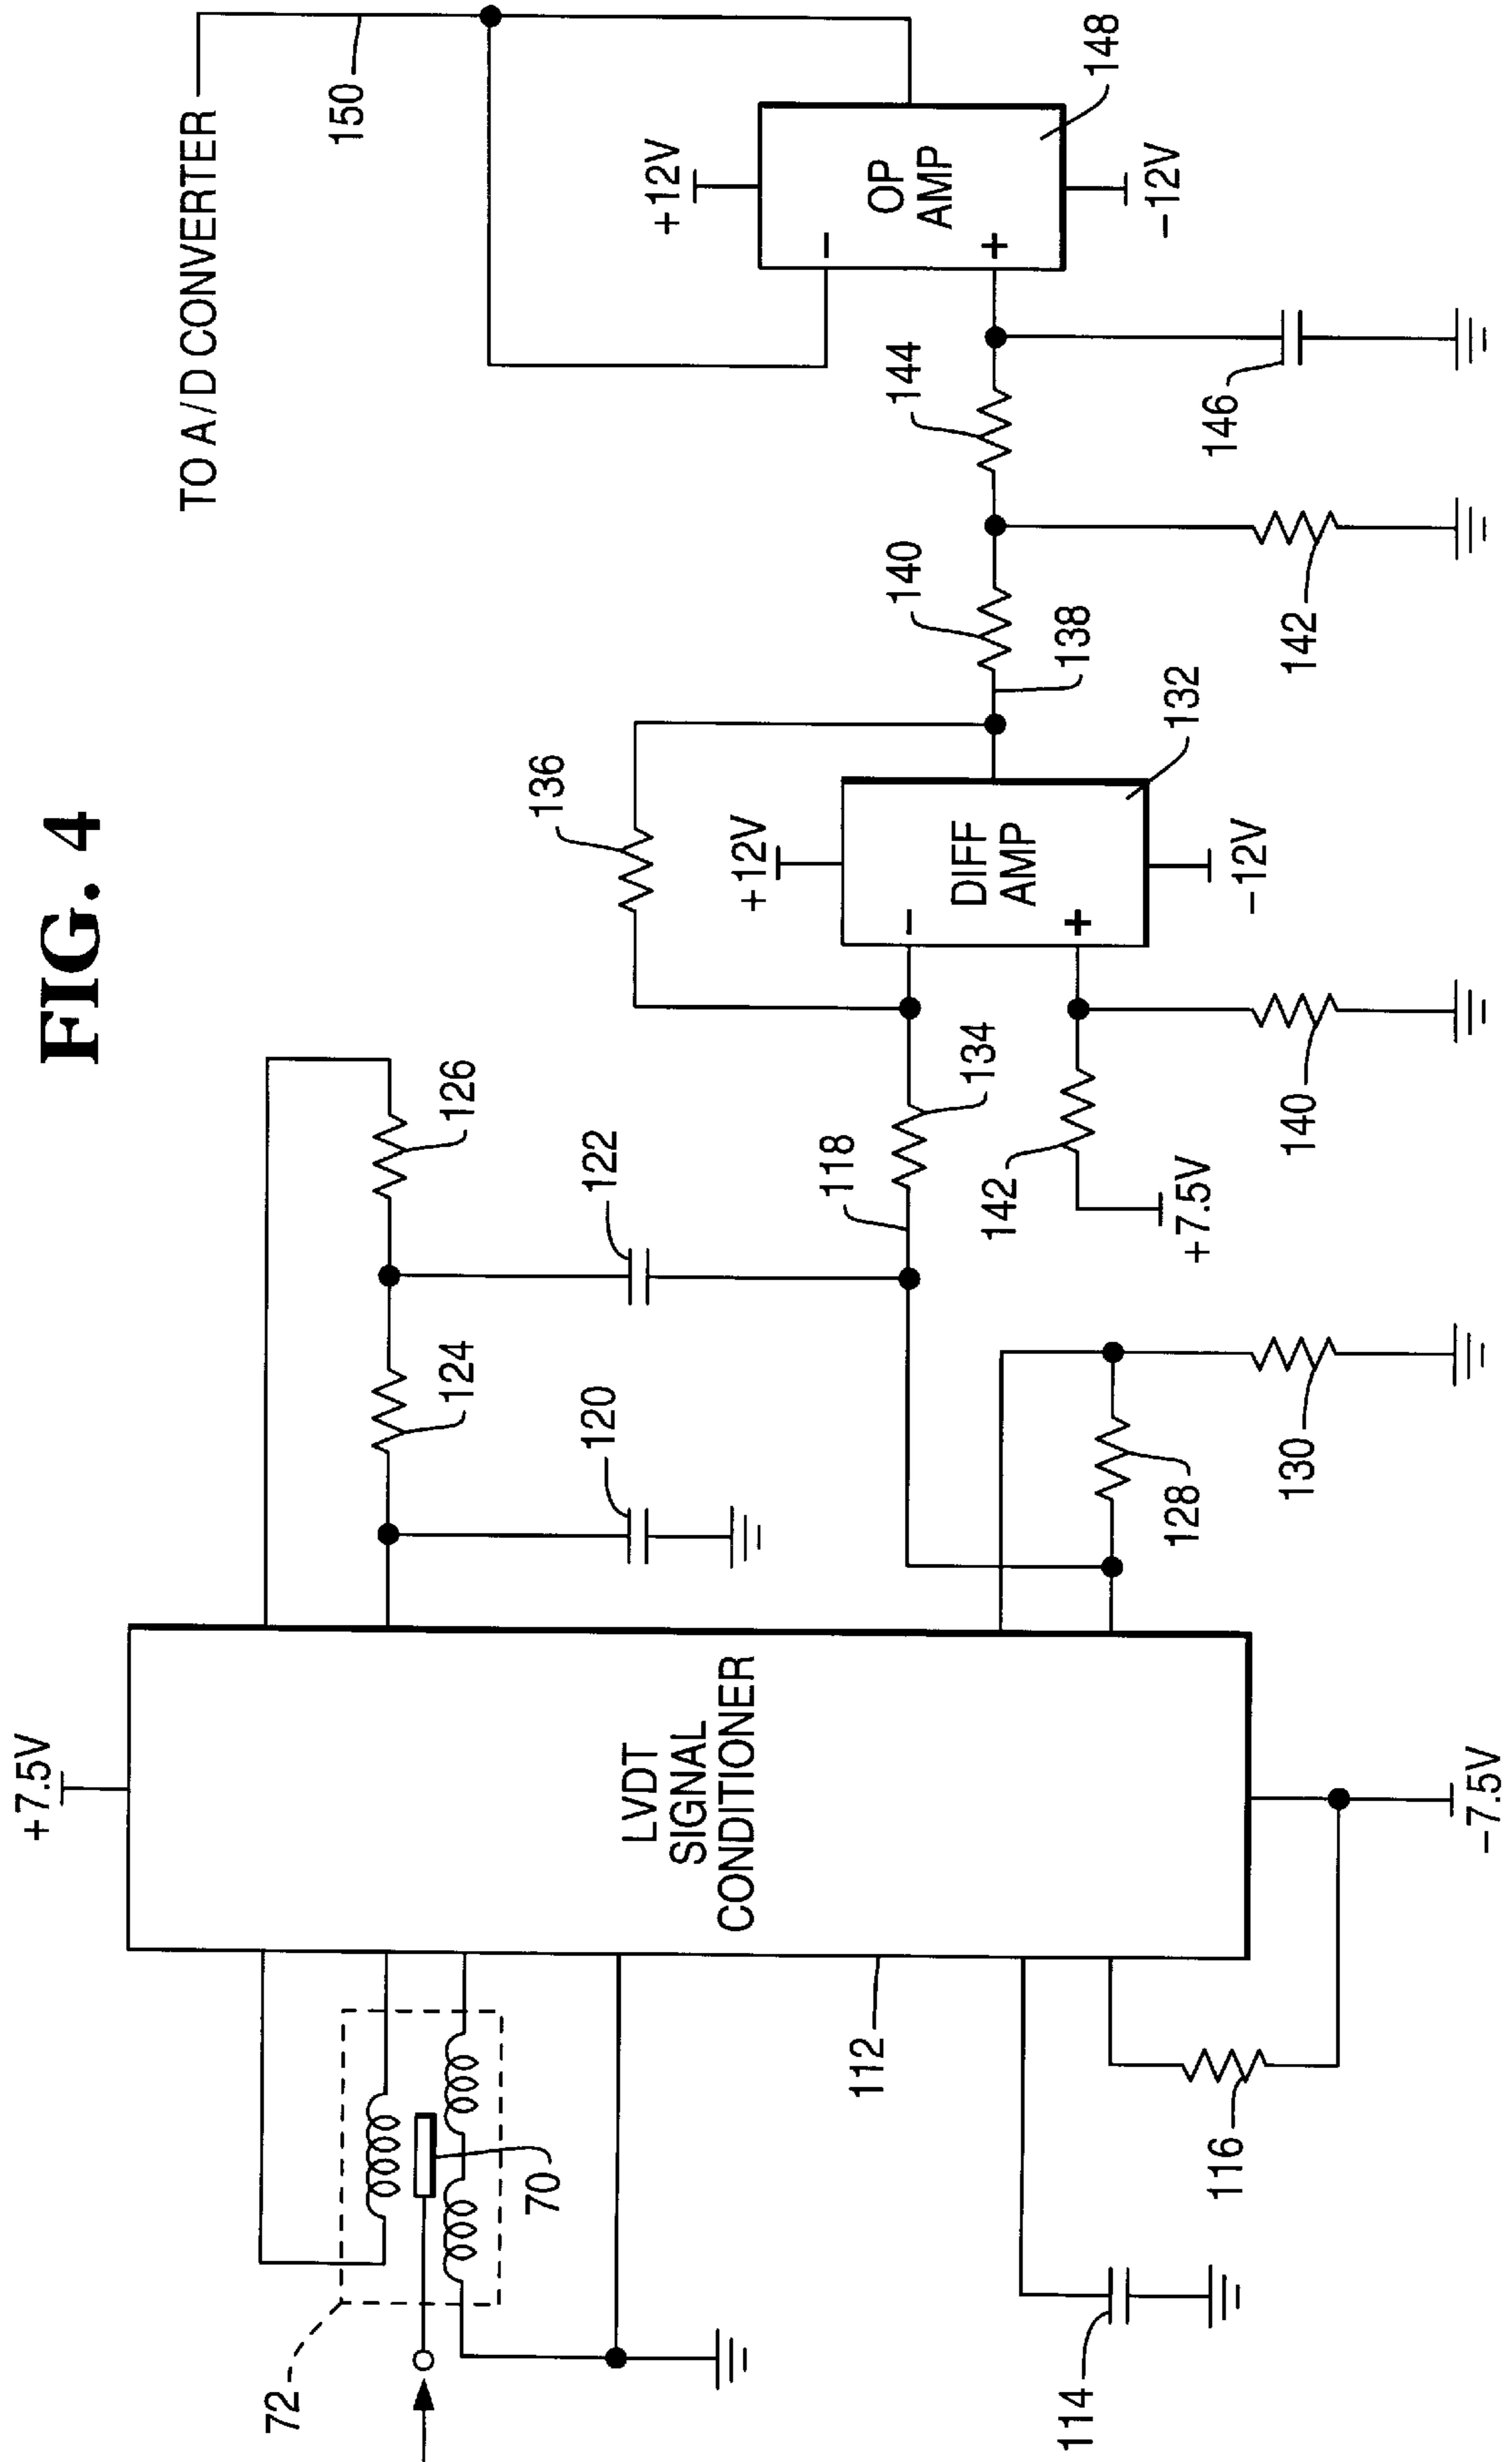 FIG. 4
TO A/D CONVERTER
150
+7.5V
72
70
126
124
122
120
136
+12V
148
OP
AMP
-
+
-12V
LVDT
SIGNAL
CONDITIONER
118
134
+12V
-
DIFF
AMP
+
-12V
132
138
140
144
112
142
+7.5V
114
116
128
130
140
142
146
-7.5V